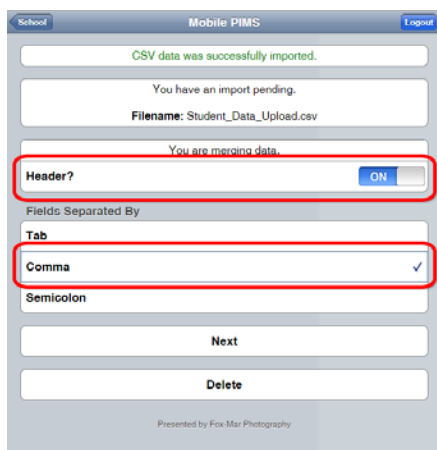 School Mobile PIMS Logout
CSV data was successfully imported.
You have an import pending.
Filename: Student_Data_Upload.csv
You are merging data.
Header? ON
Fields Separated By
Tab
Comma
Semicolon
Next
Delete
Presented by Fox-Mar Photography